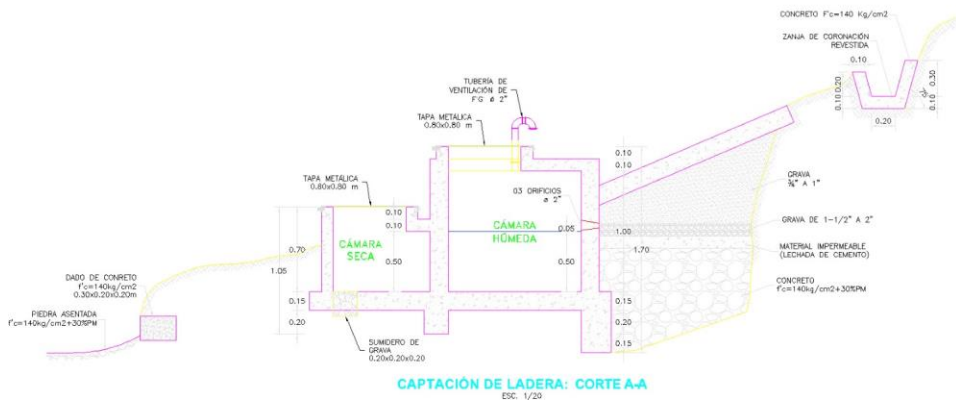 CONCRETO F'c=140 Kg/cm2
ZANJA DE CORONACIÓN
REVESTIDA
0.10
0.20
0.10
0.30
0.10
0.20
TUBERÍA DE
VENTILACIÓN DE
F°G ø 2"
TAPA METÁLICA
0.80x0.80 m
0.10
0.10
GRAVA
¾" A 1"
TAPA METÁLICA
0.80x0.80 m
03 ORIFICIOS
ø 2"
0.10
0.10
CÁMARA
HÚMEDA
0.05
1.00
GRAVA DE 1-1/2" A 2"
CÁMARA
SECA
0.70
1.05
0.50
0.50
1.70
MATERIAL IMPERMEABLE
(LECHADA DE CEMENTO)
DADO DE CONRETO
f'c=140kg/cm2
0.30x0.20x0.20m
CONCRETO
f'c=140kg/cm2+30%PM
0.15
0.15
PIEDRA ASENTADA
f'c=140kg/cm2+30%PM
0.20
0.20
0.15
SUMIDERO DE
GRAVA
0.20x0.20x0.20
CAPTACIÓN DE LADERA: CORTE A-A
ESC. 1/20